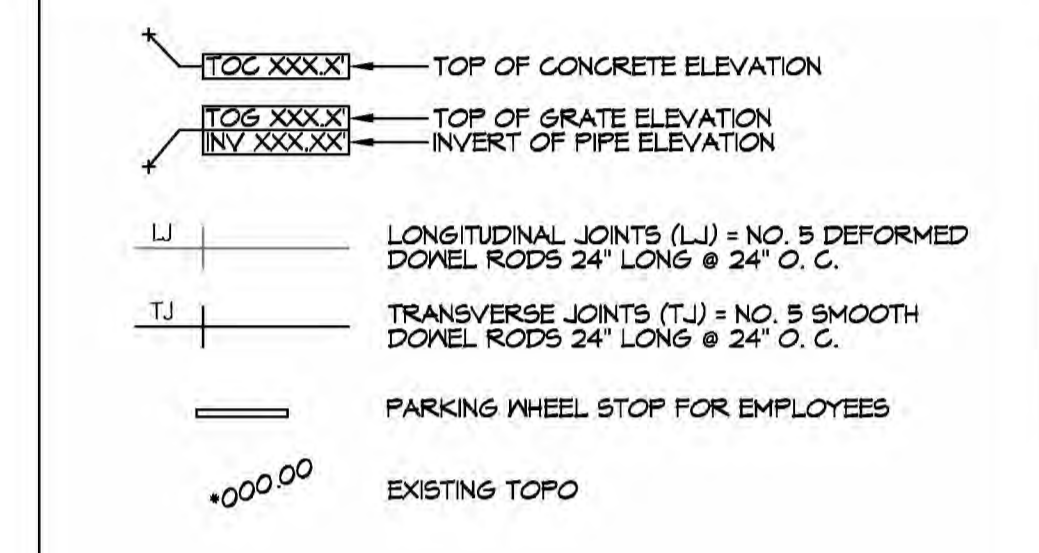 TOC XXX.X' TOP OF CONCRETE ELEVATION
TOG XXX.X' TOP OF GRATE ELEVATION
INV XXX.XX' INVERT OF PIPE ELEVATION
LJ LONGITUDINAL JOINTS (LJ) = NO. 5 DEFORMED
DOWEL RODS 24" LONG @ 24" O. C.
TJ TRANSVERSE JOINTS (TJ) = NO. 5 SMOOTH
DOWEL RODS 24" LONG @ 24" O. C.
PARKING WHEEL STOP FOR EMPLOYEES
*000.00 EXISTING TOPO